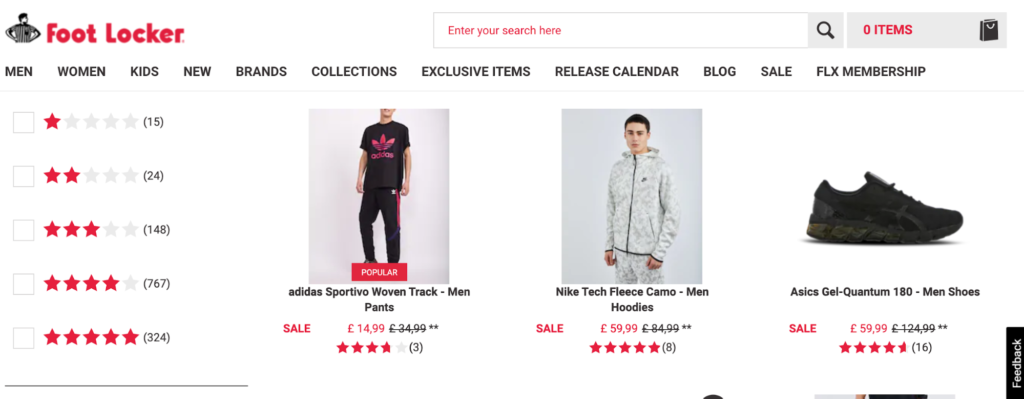 Foot Locker
Enter your search here
0 ITEMS
MEN WOMEN KIDS NEW BRANDS COLLECTIONS EXCLUSIVE ITEMS RELEASE CALENDAR BLOG SALE FLX MEMBERSHIP
(15)
(24)
(148)
(767)
(324)
adidas
POPULAR
adidas Sportivo Woven Track - Men
Pants
SALE £ 14,99 £ 34,99 **
(3)
Nike Tech Fleece Camo - Men
Hoodies
SALE £ 59,99 £ 84,99 **
(8)
Asics Gel-Quantum 180 - Men Shoes
SALE £ 59,99 £ 124,99 **
(16)
Feedback